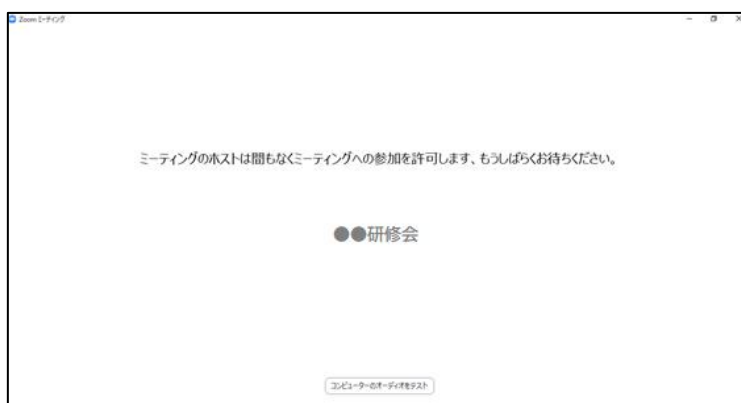 Zoom ミーティング
ミーティングのホストは間もなくミーティングへの参加を許可します、もうしばらくお待ちください。
●●研修会
コンピューターのオーディオをテスト